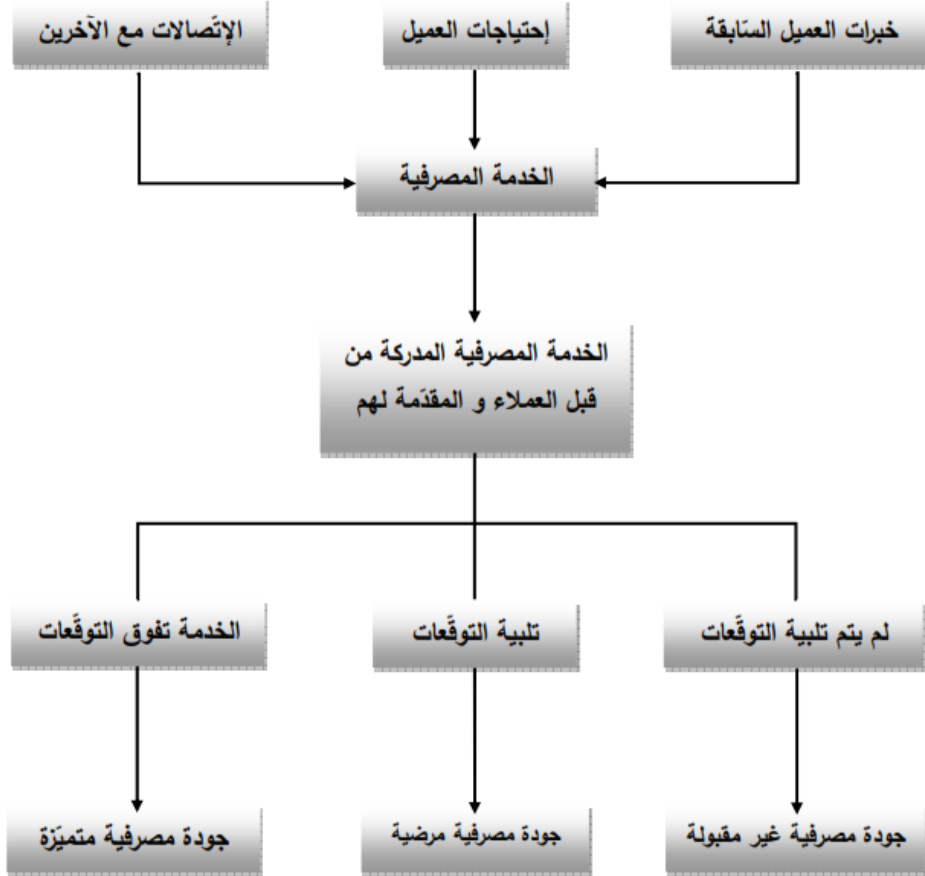 خبرات العميل السّابقة
إحتياجات العميل
الإتّصالات مع الآخرين
الخدمة المصرفية
الخدمة المصرفية المدركة من
قبل العملاء و المقدّمة لهم
لم يتم تلبية التوقّعات
تلبية التوقّعات
الخدمة تفوق التوقّعات
جودة مصرفية غير مقبولة
جودة مصرفية مرضية
جودة مصرفية متميّزة